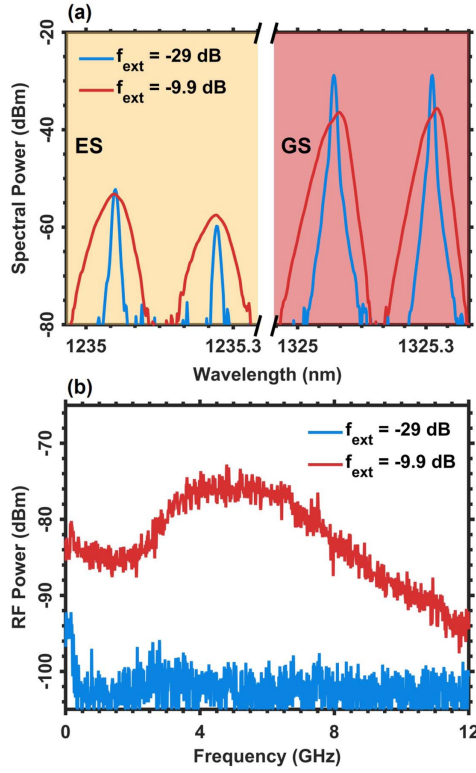 (a)
-20
-40
-60
-80
Spectral Power (dBm)
f_ext = -29 dB
f_ext = -9.9 dB
ES
GS
1235
1235.3
1325
1325.3
Wavelength (nm)
(b)
-70
-80
-90
-100
RF Power (dBm)
f_ext = -29 dB
f_ext = -9.9 dB
0
4
8
12
Frequency (GHz)